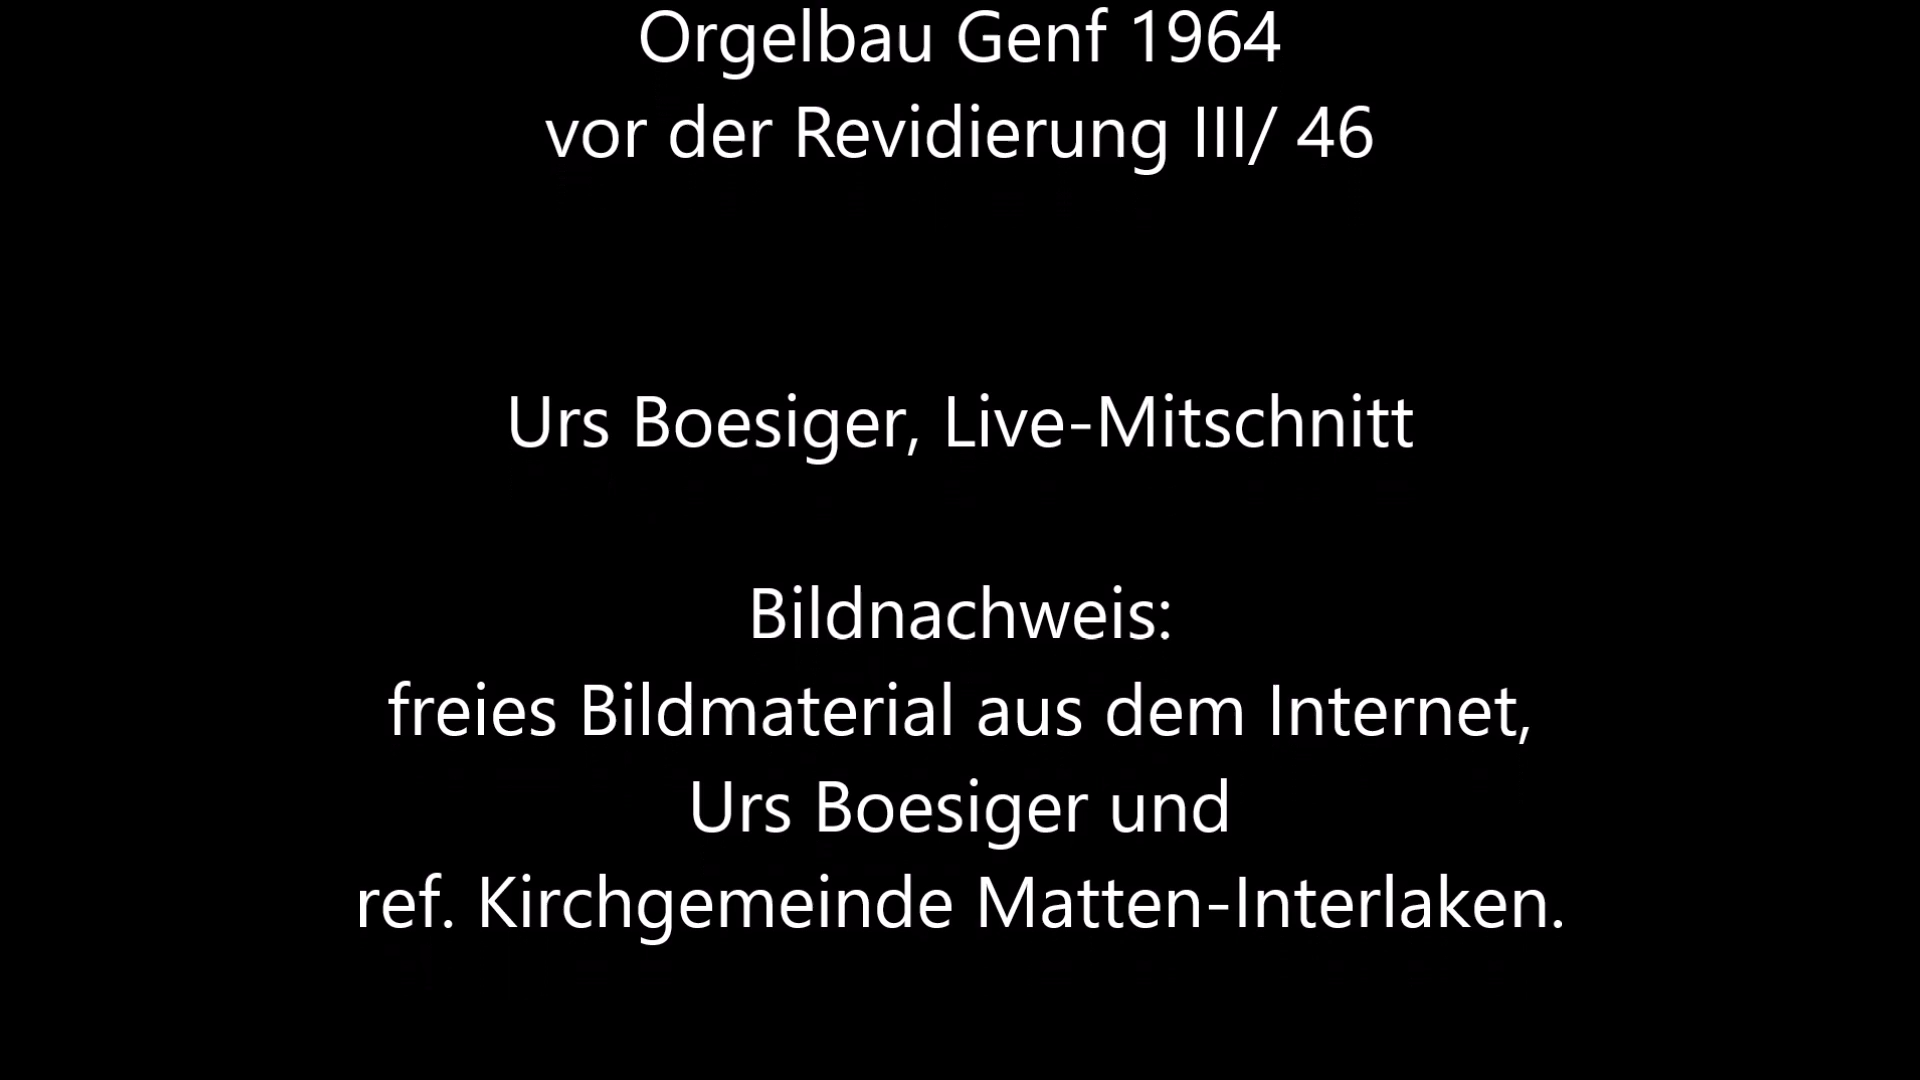 Orgelbau Genf 1964
vor der Revidierung III/ 46
Urs Boesiger, Live-Mitschnitt
Bildnachweis:
freies Bildmaterial aus dem Internet,
Urs Boesiger und
ref. Kirchgemeinde Matten-Interlaken.